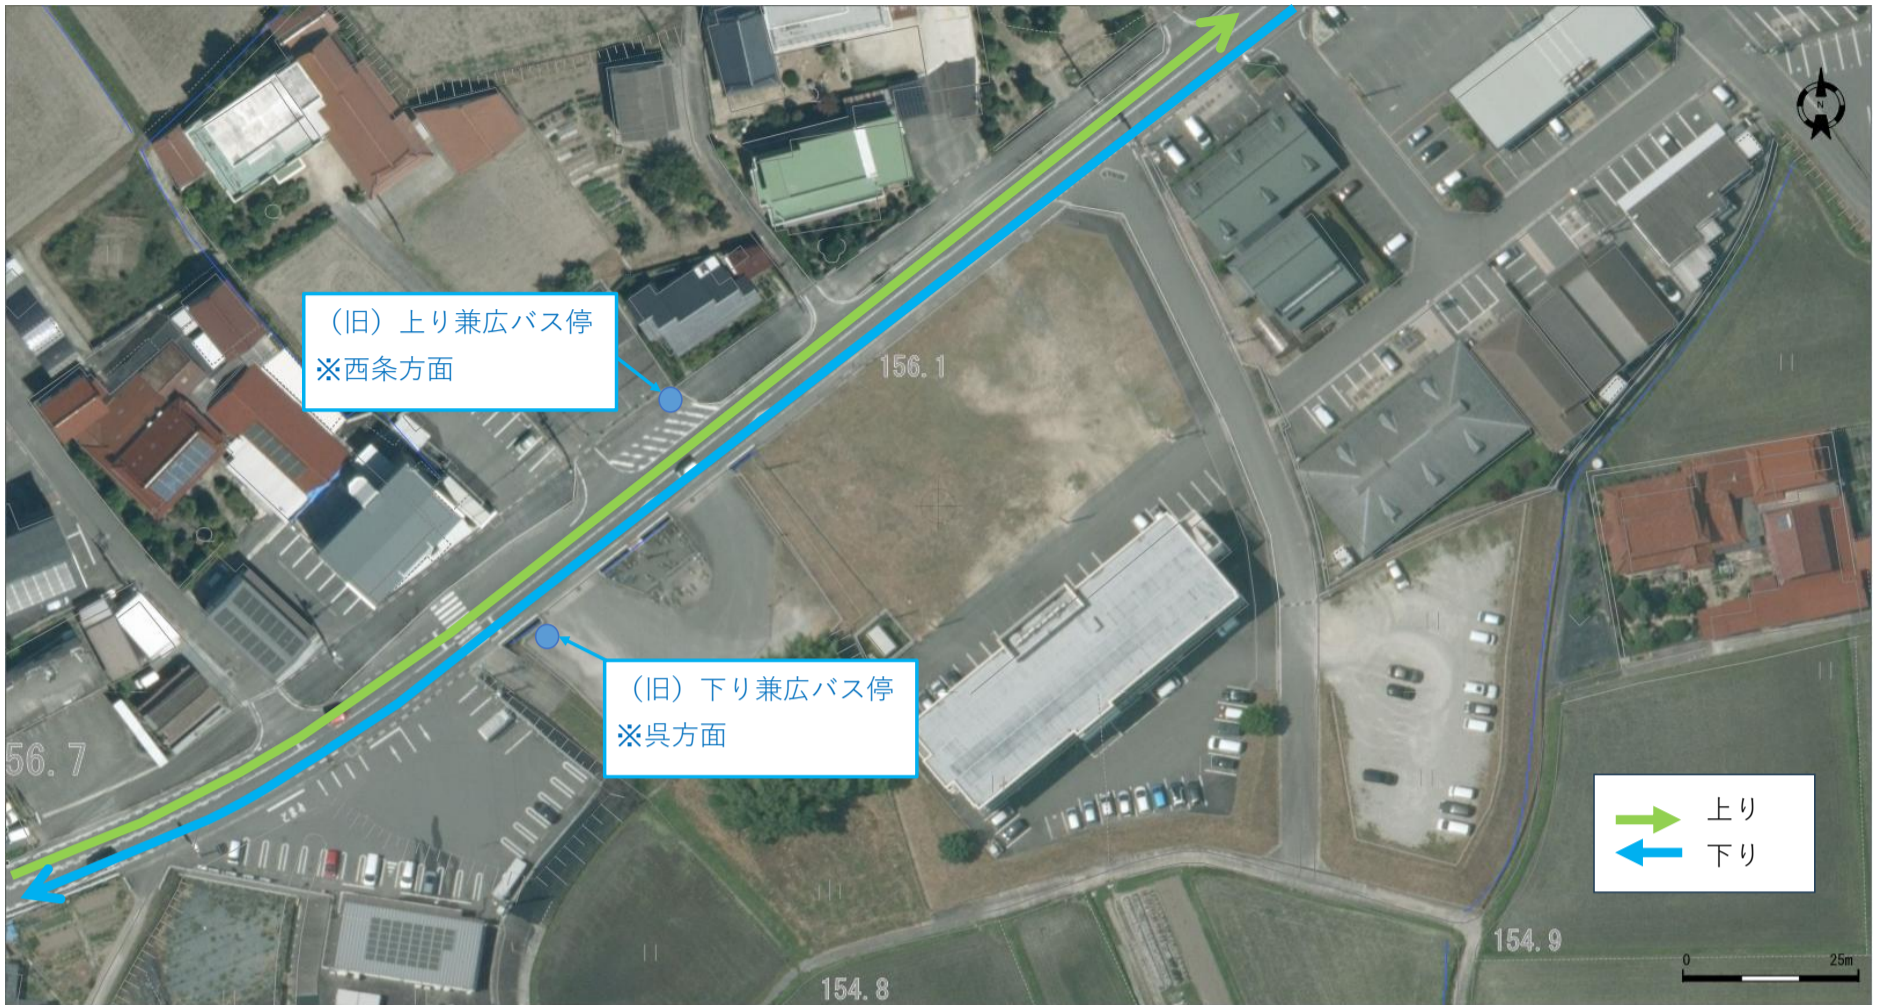 N
（旧）上り兼広バス停
※西条方面
156.1
（旧）下り兼広バス停
※呉方面
56.7
上り
下り
154.9
0 25m
154.8